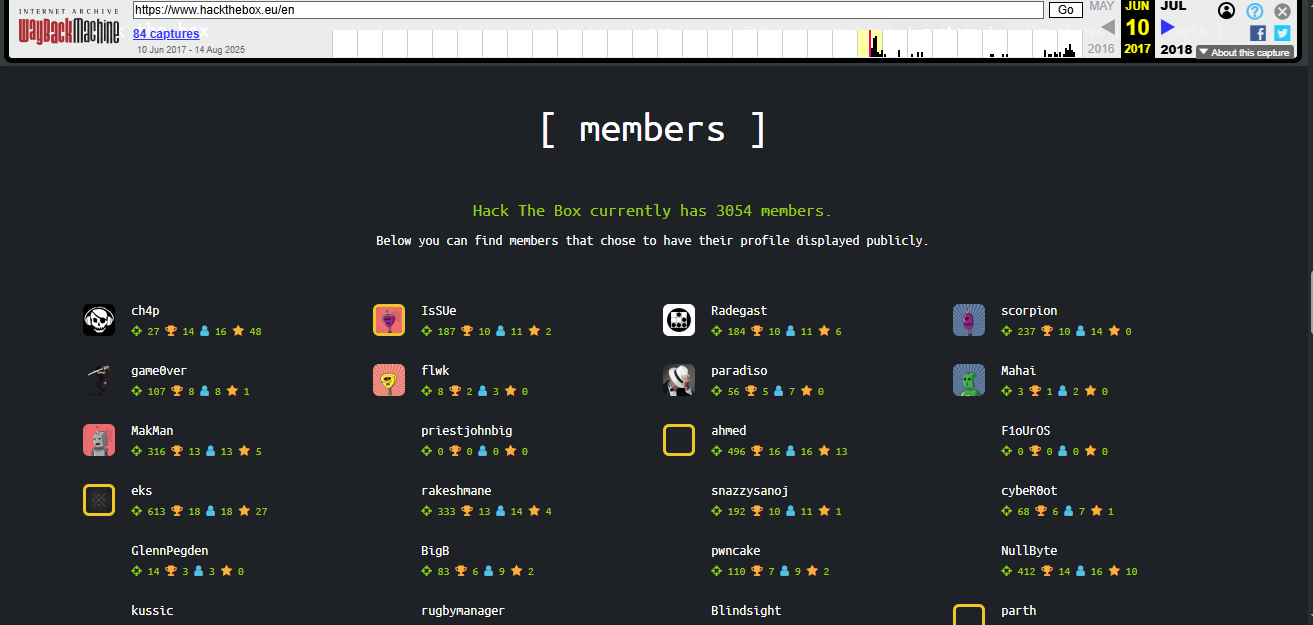 INTERNET ARCHIVE
WayBackMachine
https://www.hackthebox.eu/en
Go
84 captures
10 Jun 2017 - 14 Aug 2025
MAY JUN JUL
10
2016 2017 2018
About this capture
[ members ]
Hack The Box currently has 3054 members.
Below you can find members that chose to have their profile displayed publicly.
ch4p IsSUe Radegast scorpion
27 14 16 48 187 10 11 2 184 10 11 6 237 10 14 0
game0ver flwk paradiso Mahai
107 8 8 1 8 2 3 0 56 5 7 0 3 1 2 0
MakMan priestjohnbig ahmed F1oUrOS
316 13 13 5 0 0 0 0 496 16 16 13 0 0 0 0
eks rakeshmane snazzysanoj cybeR0ot
613 18 18 27 333 13 14 4 192 10 11 1 68 6 7 1
GlennPegden BigB pwncake NullByte
14 3 3 0 83 6 9 2 110 7 9 2 412 14 16 10
kussic rugbymanager Blindsight parth